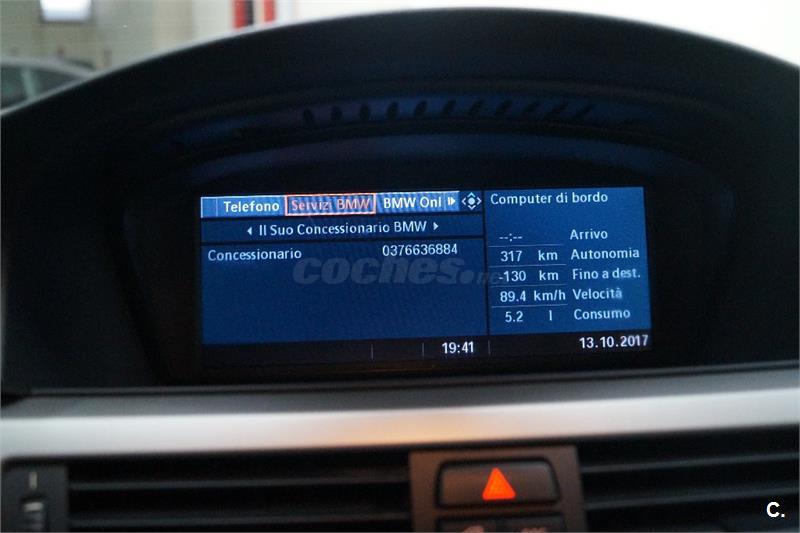 Telefono Servizi BMW BMW Onl
Il Suo Concessionario BMW
Concessionario 0376636884
Computer di bordo
--:-- Arrivo
317 km Autonomia
-130 km Fino a dest.
89.4 km/h Velocità
5.2 l Consumo
19:41 13.10.2017
coches.net
C.